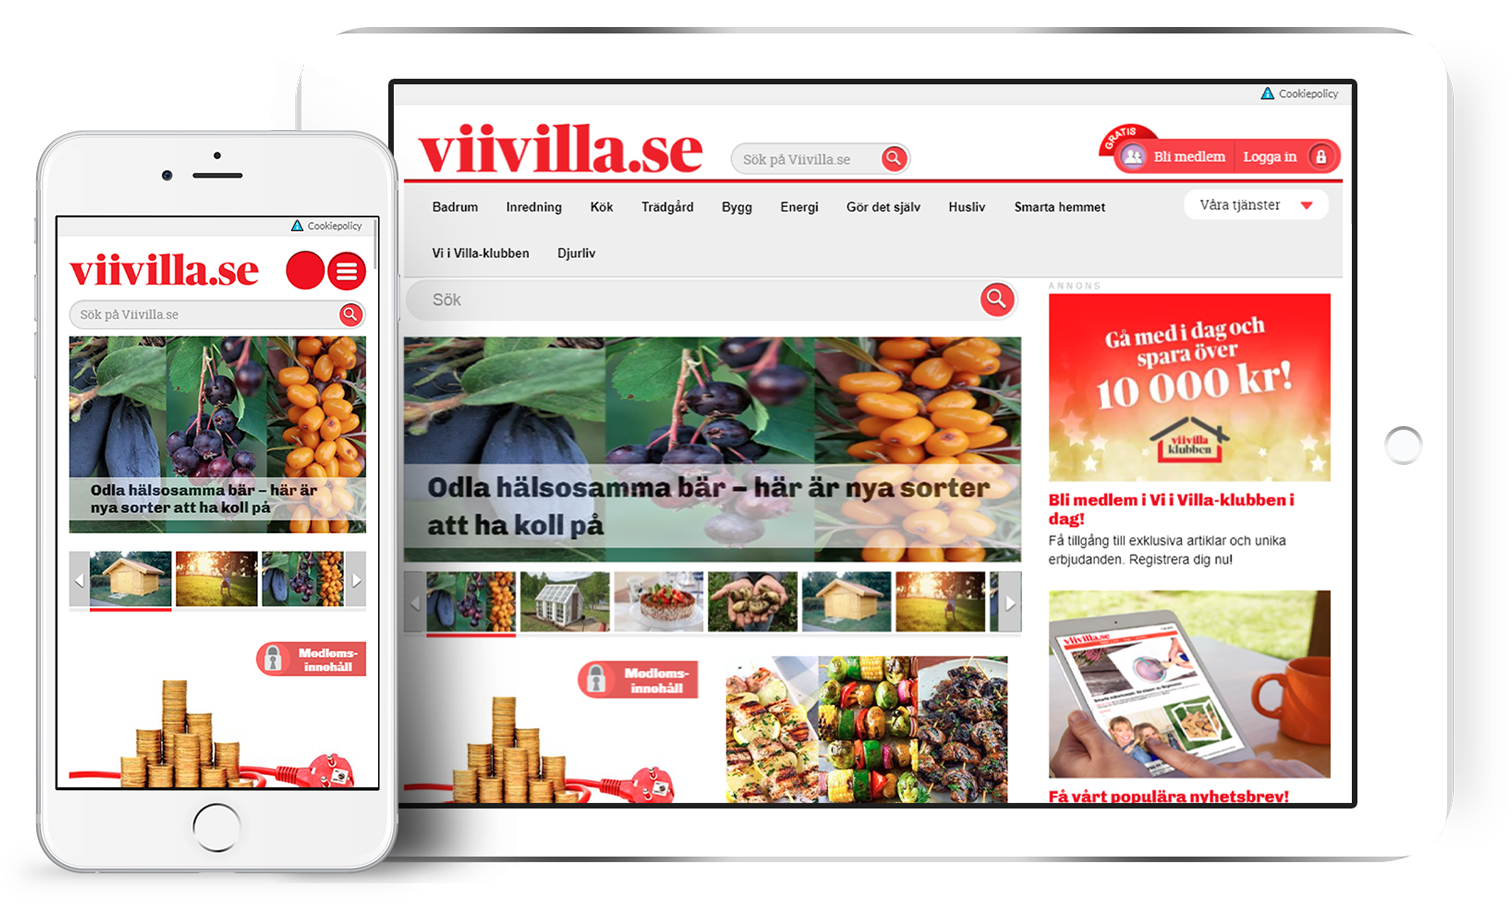 Cookiepolicy
viivilla.se
Sök på Viivilla.se
Odla hälsosamma bär – här är
nya sorter att ha koll på
Medlems-
innehåll
Cookiepolicy
viivilla.se
Sök på Viivilla.se
GRATIS
Bli medlem
Logga in
Badrum
Inredning
Kök
Trädgård
Bygg
Energi
Gör det själv
Husliv
Smarta hemmet
Våra tjänster
Vi i Villa-klubben
Djurliv
Sök
Odla hälsosamma bär – här är nya sorter
att ha koll på
Medlems-
innehåll
ANNONS
Gå med i dag och
spara över
10 000 kr!
viivilla
klubben
Bli medlem i Vi i Villa-klubben i
dag!
Få tillgång till exklusiva artiklar och unika
erbjudanden. Registrera dig nu!
viivilla.se
Få vårt populära nyhetsbrev!